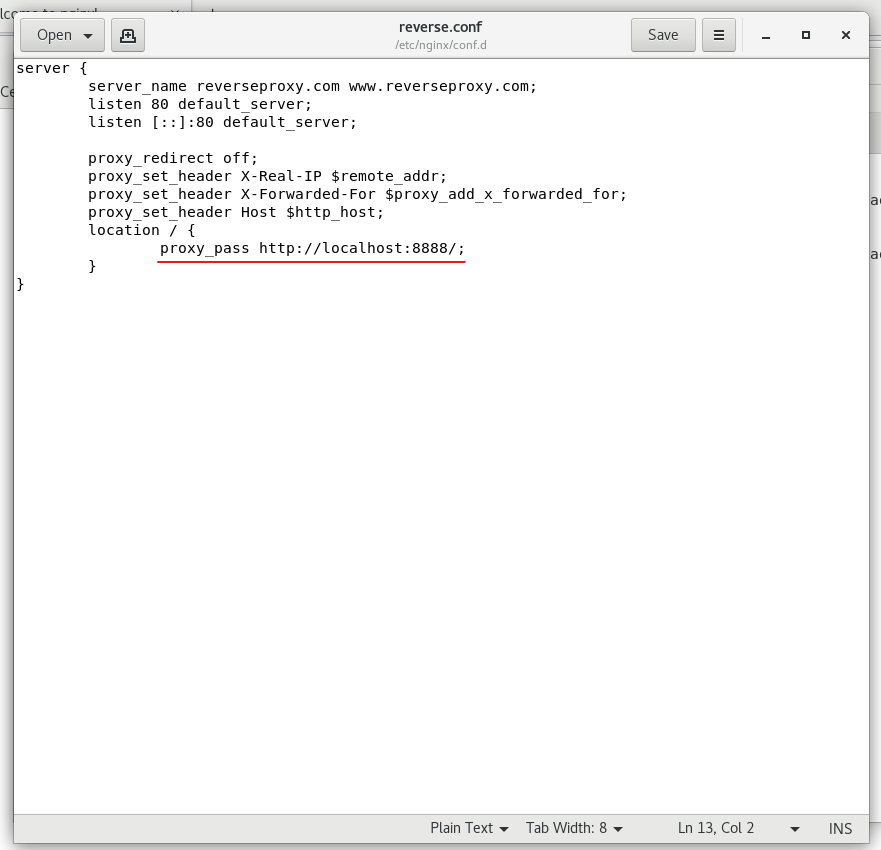 Open
reverse.conf
/etc/nginx/conf.d
Save
server {
server_name reverseproxy.com www.reverseproxy.com;
listen 80 default_server;
listen [::]:80 default_server;
proxy_redirect off;
proxy_set_header X-Real-IP $remote_addr;
proxy_set_header X-Forwarded-For $proxy_add_x_forwarded_for;
proxy_set_header Host $http_host;
location / {
proxy_pass http://localhost:8888/;
}
}
Plain Text Tab Width: 8 Ln 13, Col 2 INS